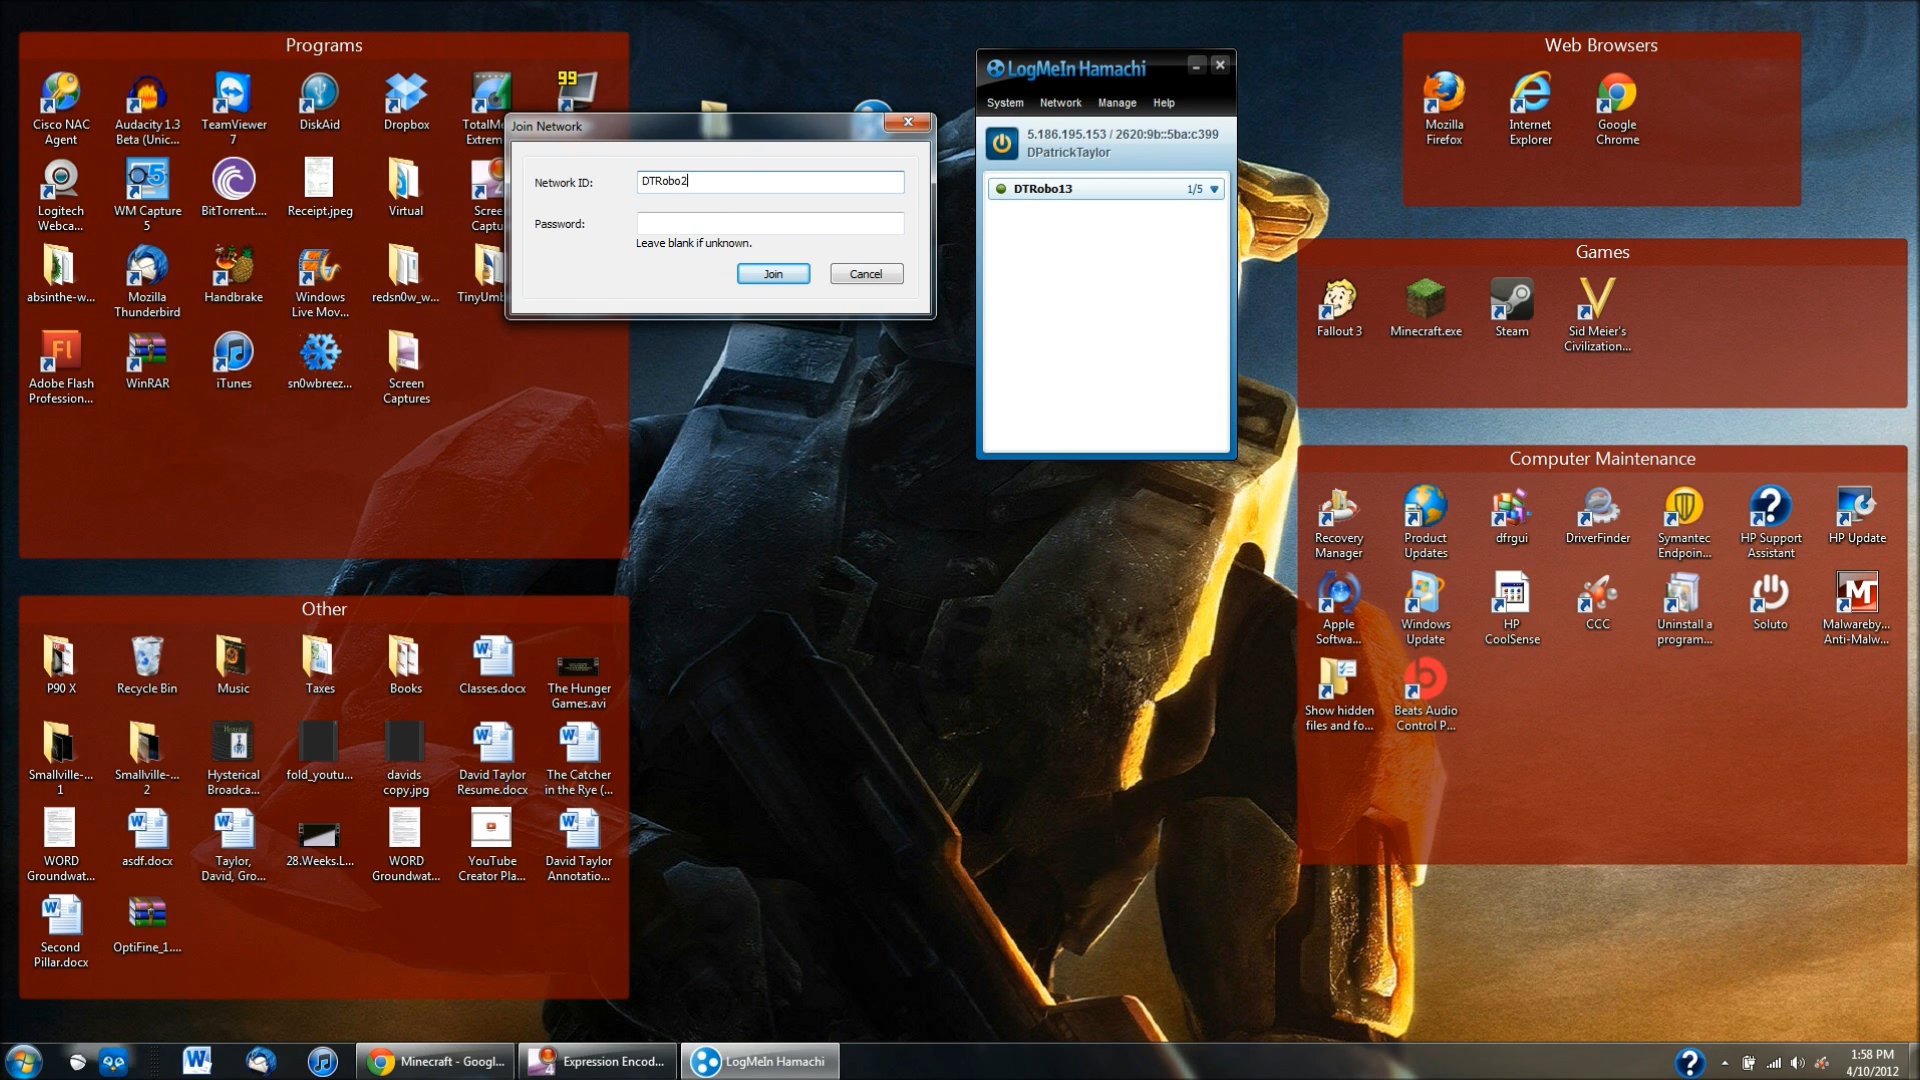 Programs
Cisco NAC
Agent
Audacity 1.3
Beta (Unic...
TeamViewer
7
DiskAid
Dropbox
TotalMe
Extrem
99
Logitech
Webca...
WM Capture
5
BitTorrent....
Receipt.jpeg
Virtual
Scree
Captu
absinthe-w...
Mozilla
Thunderbird
Handbrake
Windows
Live Mov...
redsn0w_w...
TinyUmb
Adobe Flash
Profession...
WinRAR
iTunes
sn0wbreez...
Screen
Captures
Join Network
Network ID:
DTRobo2
Password:
Leave blank if unknown.
Join
Cancel
LogMeIn Hamachi
System
Network
Manage
Help
5.186.195.153 / 2620:9b::5ba:c399
DPatrickTaylor
DTRobo13
1/5
Web Browsers
Mozilla
Firefox
Internet
Explorer
Google
Chrome
Games
Fallout 3
Minecraft.exe
Steam
Sid Meier's
Civilization...
Computer Maintenance
Recovery
Manager
Product
Updates
dfrgui
DriverFinder
Symantec
Endpoin...
HP Support
Assistant
HP Update
Apple
Softwa...
Windows
Update
HP
CoolSense
CCC
Uninstall a
program...
Soluto
Malwareby...
Anti-Malw...
Show hidden
files and fo...
Beats Audio
Control P...
Other
P90 X
Recycle Bin
Music
Taxes
Books
Classes.docx
The Hunger
Games.avi
Smallville-...
1
Smallville-...
2
Hysterical
Broadca...
fold_youtu...
davids
copy.jpg
David Taylor
Resume.docx
The Catcher
in the Rye (...
WORD
Groundwat...
asdf.docx
Taylor,
David, Gro...
28.Weeks.L...
WORD
Groundwat...
YouTube
Creator Pla...
David Taylor
Annotatio...
Second
Pillar.docx
OptiFine_1....
Minecraft - Googl...
Expression Encod...
LogMeIn Hamachi
1:58 PM
4/10/2012